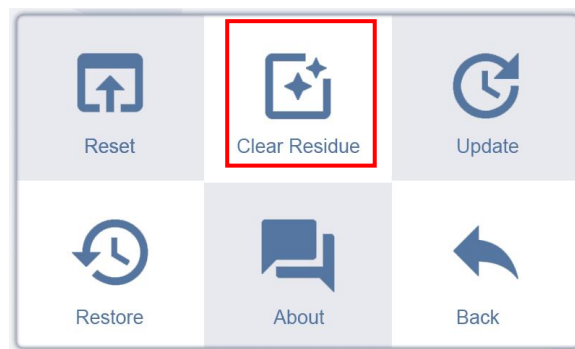 Reset
Clear Residue
Update
Restore
About
Back